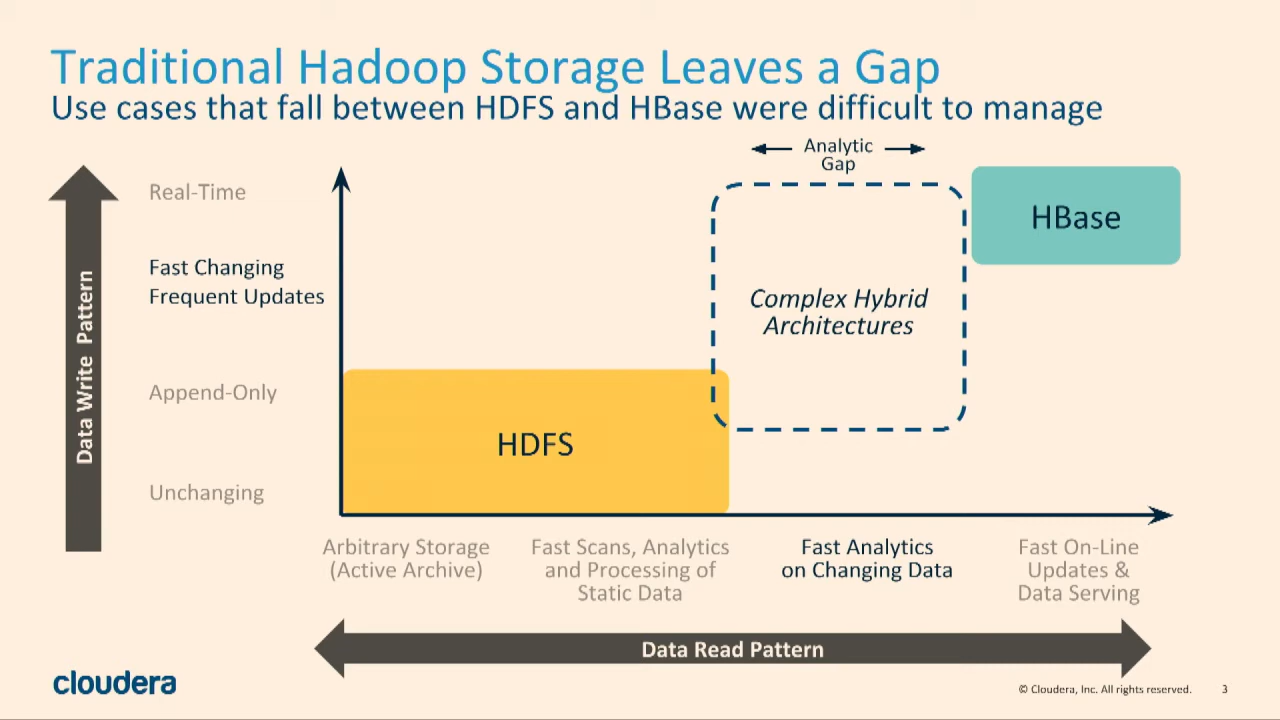 Traditional Hadoop Storage Leaves a Gap
Use cases that fall between HDFS and HBase were difficult to manage
Analytic
Gap
Real-Time
HBase
Fast Changing
Frequent Updates
Complex Hybrid
Architectures
Data Write Pattern
Append-Only
HDFS
Unchanging
Arbitrary Storage
(Active Archive)
Fast Scans, Analytics
and Processing of
Static Data
Fast Analytics
on Changing Data
Fast On-Line
Updates &
Data Serving
Data Read Pattern
cloudera
© Cloudera, Inc. All rights reserved.
3